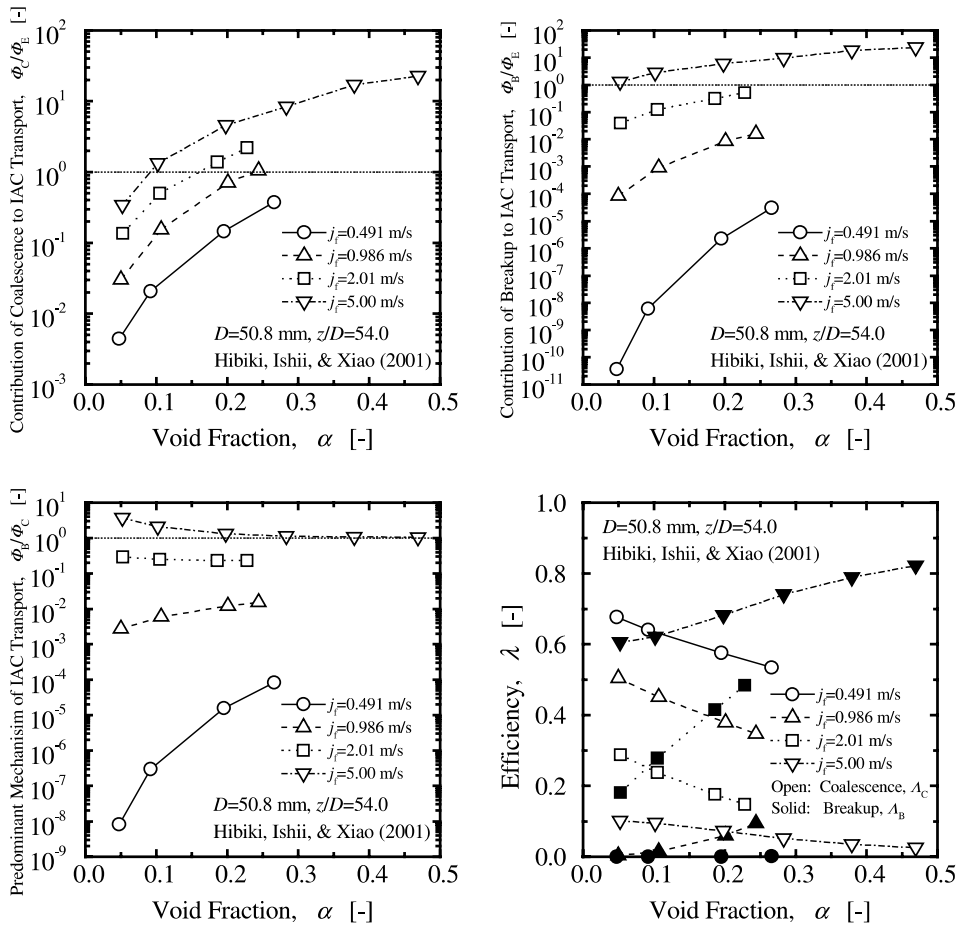 Contribution of Coalescence to IAC Transport, Φ_C/Φ_E [-]
10^2
10^1
10^0
10^-1
10^-2
10^-3
j_f=0.491 m/s
j_f=0.986 m/s
j_f=2.01 m/s
j_f=5.00 m/s
D=50.8 mm, z/D=54.0
Hibiki, Ishii, & Xiao (2001)
0.0 0.1 0.2 0.3 0.4 0.5
Void Fraction, α [-]
Contribution of Breakup to IAC Transport, Φ_B/Φ_E [-]
10^2
10^1
10^0
10^-1
10^-2
10^-3
10^-4
10^-5
10^-6
10^-7
10^-8
10^-9
10^-10
10^-11
j_f=0.491 m/s
j_f=0.986 m/s
j_f=2.01 m/s
j_f=5.00 m/s
D=50.8 mm, z/D=54.0
Hibiki, Ishii, & Xiao (2001)
0.0 0.1 0.2 0.3 0.4 0.5
Void Fraction, α [-]
Predominant Mechanisim of IAC Transport, Φ_B/Φ_C [-]
10^1
10^0
10^-1
10^-2
10^-3
10^-4
10^-5
10^-6
10^-7
10^-8
10^-9
j_f=0.491 m/s
j_f=0.986 m/s
j_f=2.01 m/s
j_f=5.00 m/s
D=50.8 mm, z/D=54.0
Hibiki, Ishii, & Xiao (2001)
0.0 0.1 0.2 0.3 0.4 0.5
Void Fraction, α [-]
Efficiency, λ [-]
1.0
0.8
0.6
0.4
0.2
0.0
D=50.8 mm, z/D=54.0
Hibiki, Ishii, & Xiao (2001)
j_f=0.491 m/s
j_f=0.986 m/s
j_f=2.01 m/s
j_f=5.00 m/s
Open: Coalescence, Λ_C
Solid: Breakup, Λ_B
0.0 0.1 0.2 0.3 0.4 0.5
Void Fraction, α [-]